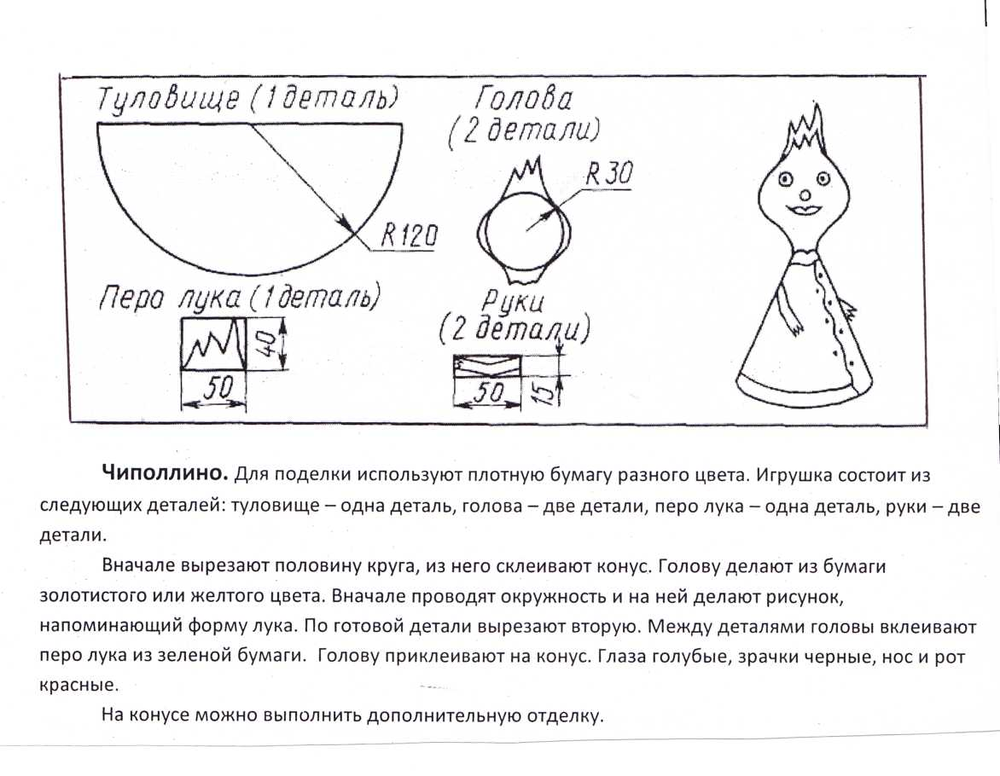 Туловище (1 деталь)
R120
Голова
(2 детали)
R30
Перо лука (1 деталь)
40
50
Руки
(2 детали)
50
15
Чиполлино. Для поделки используют плотную бумагу разного цвета. Игрушка состоит из
следующих деталей: туловище – одна деталь, голова – две детали, перо лука – одна деталь, руки – две
детали.
Вначале вырезают половину круга, из него склеивают конус. Голову делают из бумаги
золотистого или желтого цвета. Вначале проводят окружность и на ней делают рисунок,
напоминающий форму лука. По готовой детали вырезают вторую. Между деталями головы вклеивают
перо лука из зеленой бумаги. Голову приклеивают на конус. Глаза голубые, зрачки черные, нос и рот
красные.
На конусе можно выполнить дополнительную отделку.